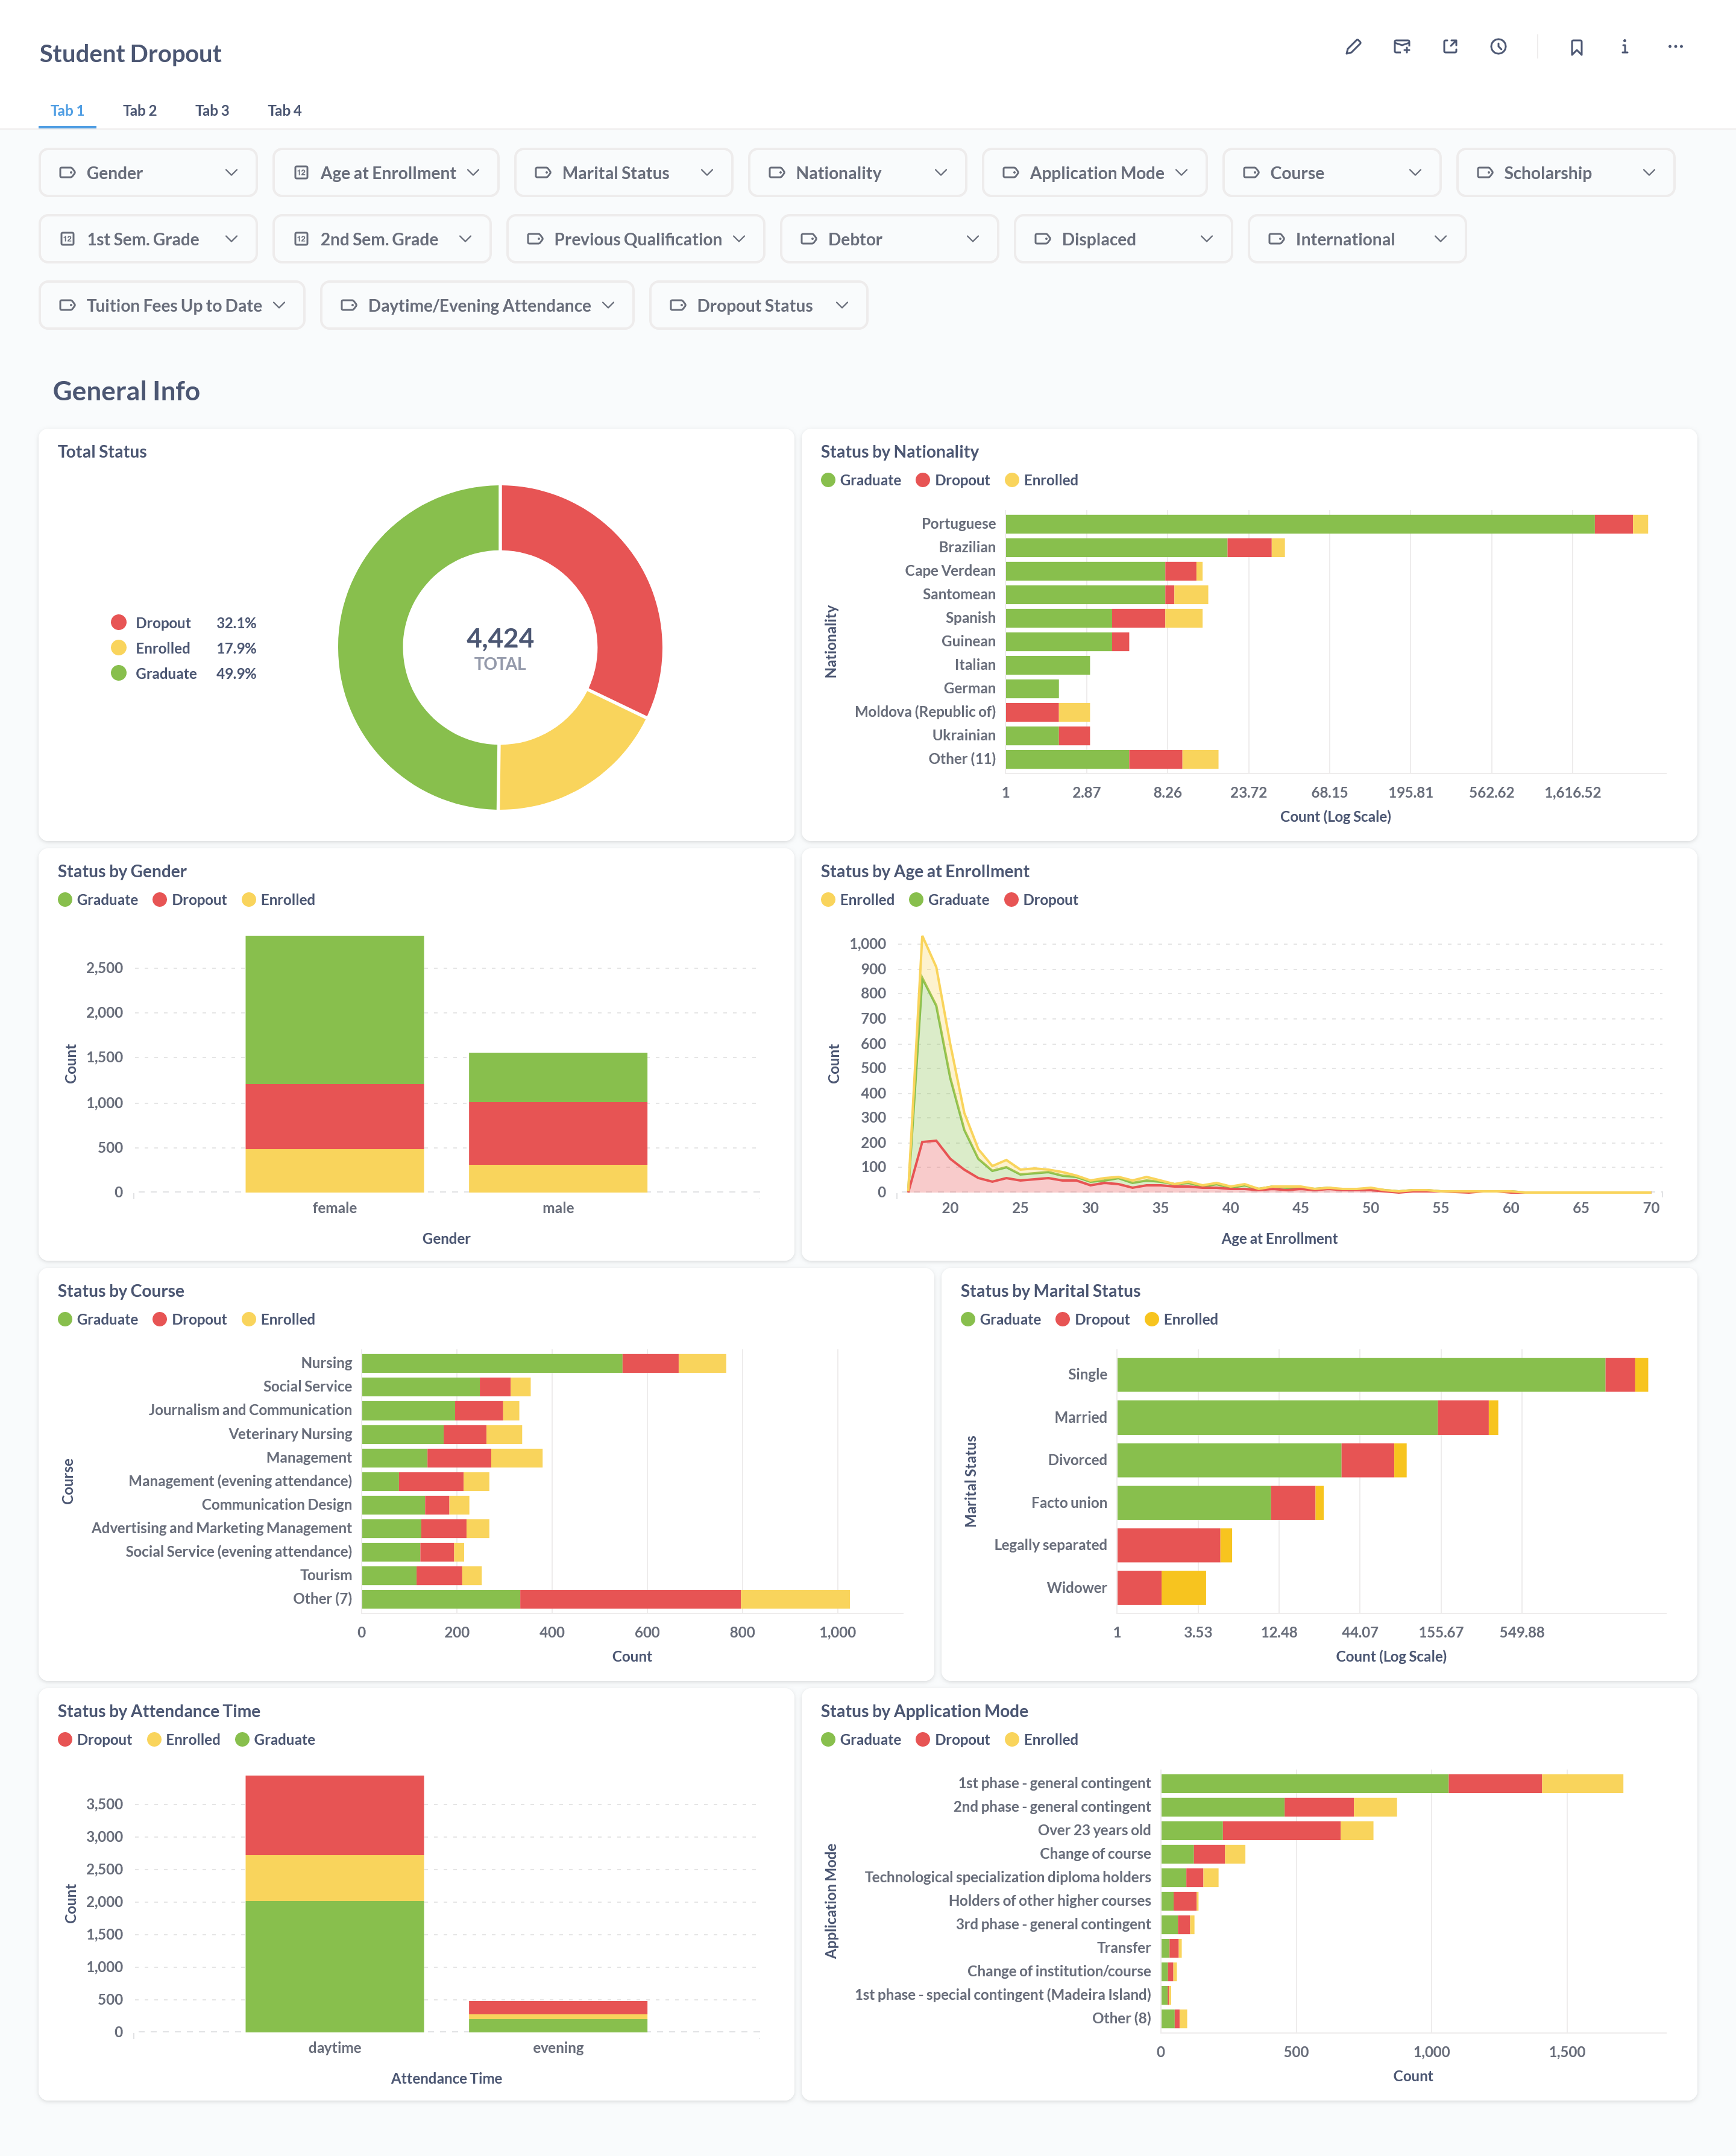 Student Dropout
Tab 1 Tab 2 Tab 3 Tab 4
Gender Age at Enrollment Marital Status Nationality Application Mode Course Scholarship
1st Sem. Grade 2nd Sem. Grade Previous Qualification Debtor Displaced International
Tuition Fees Up to Date Daytime/Evening Attendance Dropout Status
General Info
Total Status
Dropout 32.1%
Enrolled 17.9%
Graduate 49.9%
4,424
TOTAL
Status by Nationality
Graduate Dropout Enrolled
Nationality
Portuguese
Brazilian
Cape Verdean
Santomean
Spanish
Guinean
Italian
German
Moldova (Republic of)
Ukrainian
Other (11)
1 2.87 8.26 23.72 68.15 195.81 562.62 1,616.52
Count (Log Scale)
Status by Gender
Graduate Dropout Enrolled
Count
2,500
2,000
1,500
1,000
500
0
female male
Gender
Status by Age at Enrollment
Enrolled Graduate Dropout
Count
1,000
900
800
700
600
500
400
300
200
100
0
20 25 30 35 40 45 50 55 60 65 70
Age at Enrollment
Status by Course
Graduate Dropout Enrolled
Course
Nursing
Social Service
Journalism and Communication
Veterinary Nursing
Management
Management (evening attendance)
Communication Design
Advertising and Marketing Management
Social Service (evening attendance)
Tourism
Other (7)
0 200 400 600 800 1,000
Count
Status by Marital Status
Graduate Dropout Enrolled
Marital Status
Single
Married
Divorced
Facto union
Legally separated
Widower
1 3.53 12.48 44.07 155.67 549.88
Count (Log Scale)
Status by Attendance Time
Dropout Enrolled Graduate
Count
3,500
3,000
2,500
2,000
1,500
1,000
500
0
daytime evening
Attendance Time
Status by Application Mode
Graduate Dropout Enrolled
Application Mode
1st phase - general contingent
2nd phase - general contingent
Over 23 years old
Change of course
Technological specialization diploma holders
Holders of other higher courses
3rd phase - general contingent
Transfer
Change of institution/course
1st phase - special contingent (Madeira Island)
Other (8)
0 500 1,000 1,500
Count